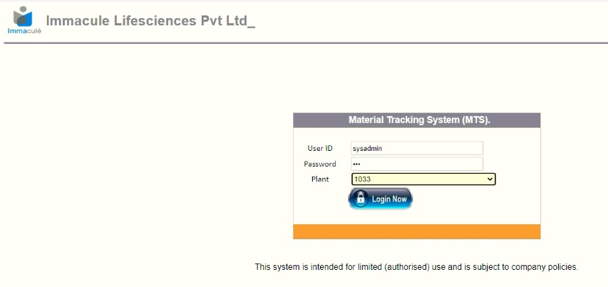 Immaculé
Immacule Lifesciences Pvt Ltd_
Material Tracking System (MTS).
User ID sysadmin
Password •••
Plant 1033
Login Now
This system is intended for limited (authorised) use and is subject to company policies.